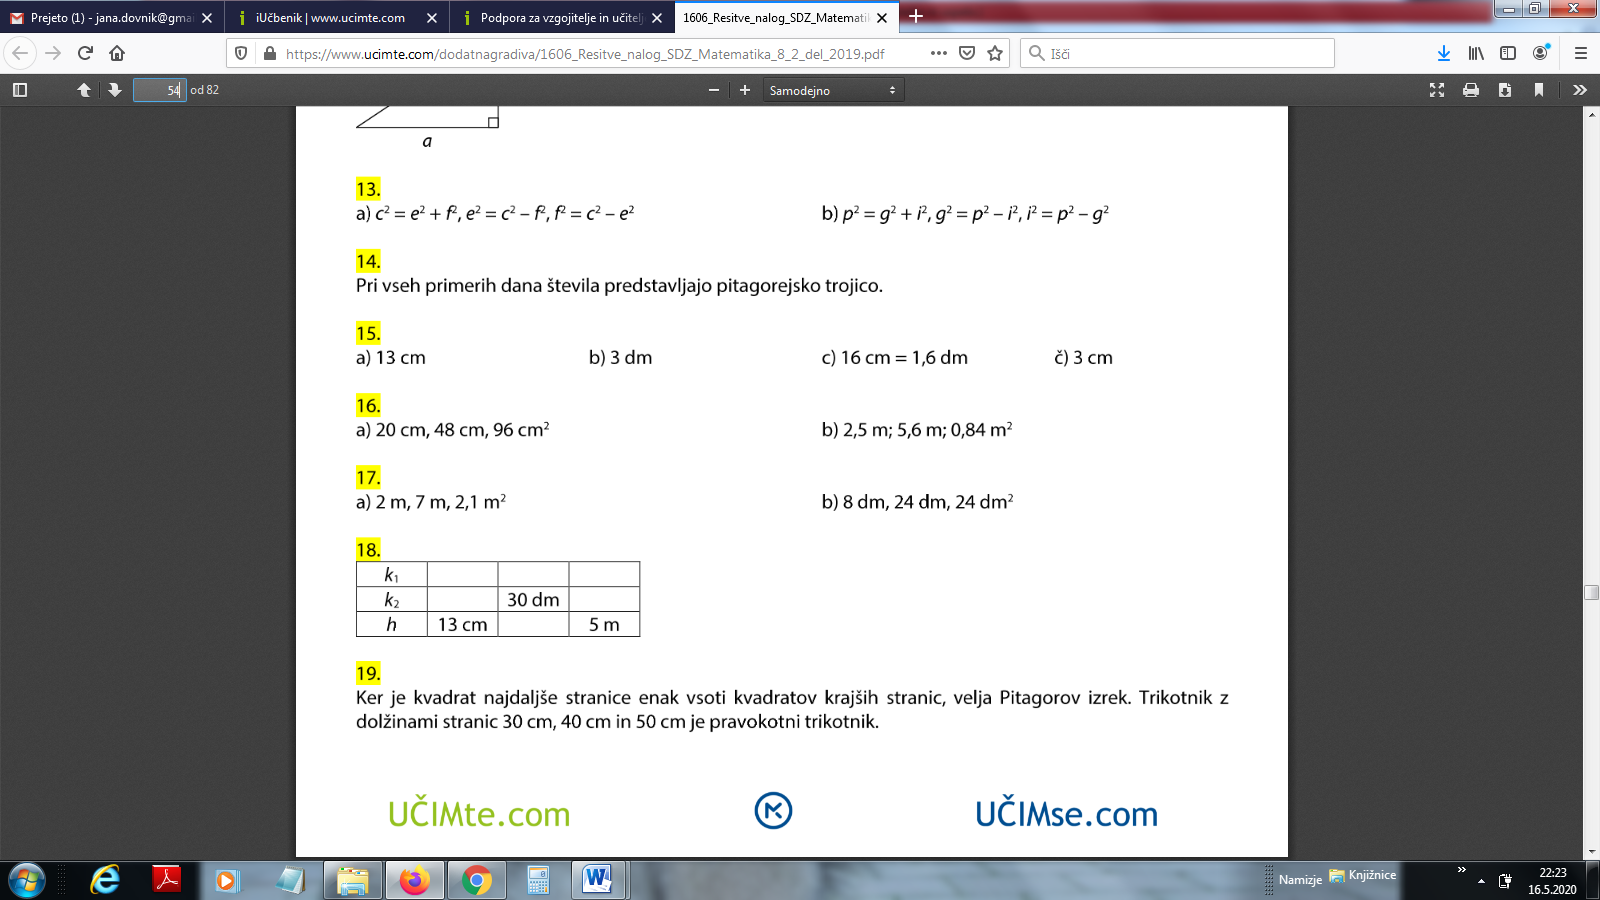 Prejeto (1) - jana.dovnik@gmai
iUčbenik | www.ucimte.com
Podpora za vzgojitelje in učitelj
1606_Resitve_nalog_SDZ_Matemati
https://www.ucimte.com/dodatnagradiva/1606_Resitve_nalog_SDZ_Matematika_8_2_del_2019.pdf
Išči
54 od 82
Samodejno
a
13.
a) c² = e² + f², e² = c² – f², f² = c² – e²
b) p² = g² + i², g² = p² – i², i² = p² – g²
14.
Pri vseh primerih dana števila predstavljajo pitagorejsko trojico.
15.
a) 13 cm b) 3 dm c) 16 cm = 1,6 dm č) 3 cm
16.
a) 20 cm, 48 cm, 96 cm² b) 2,5 m; 5,6 m; 0,84 m²
17.
a) 2 m, 7 m, 2,1 m² b) 8 dm, 24 dm, 24 dm²
18.
k₁
k₂ 30 dm
h 13 cm 5 m
19.
Ker je kvadrat najdaljše stranice enak vsoti kvadratov krajših stranic, velja Pitagorov izrek. Trikotnik z
dolžinami stranic 30 cm, 40 cm in 50 cm je pravokotni trikotnik.
UČIMte.com
UČIMse.com
Namizje
Knjižnice
22:23
16.5.2020